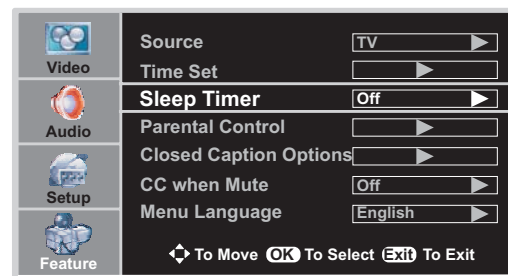 Video
Audio
Setup
Feature
Source TV
Time Set
Sleep Timer Off
Parental Control
Closed Caption Options
CC when Mute Off
Menu Language English
To Move OK To Select Exit To Exit